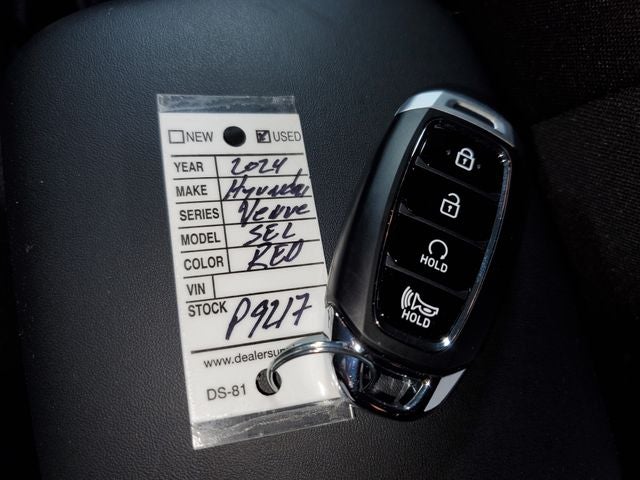 NEW USED
YEAR 2024
MAKE Hyundai
SERIES Venue
MODEL SEL
COLOR RED
VIN
STOCK P9217
www.dealersu
DS-81
HOLD
HOLD